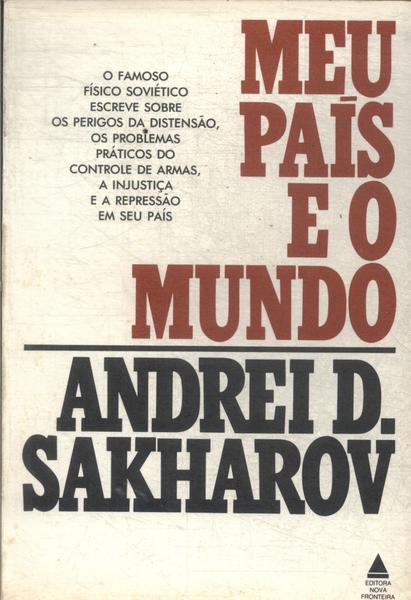 O FAMOSO
FÍSICO SOVIÉTICO
ESCREVE SOBRE
OS PERIGOS DA DISTENSÃO,
OS PROBLEMAS
PRÁTICOS DO
CONTROLE DE ARMAS,
A INJUSTIÇA
E A REPRESSÃO
EM SEU PAÍS
MEU
PAÍS
E O
MUNDO
ANDREI D.
SAKHAROV
EDITORA
NOVA
FRONTEIRA